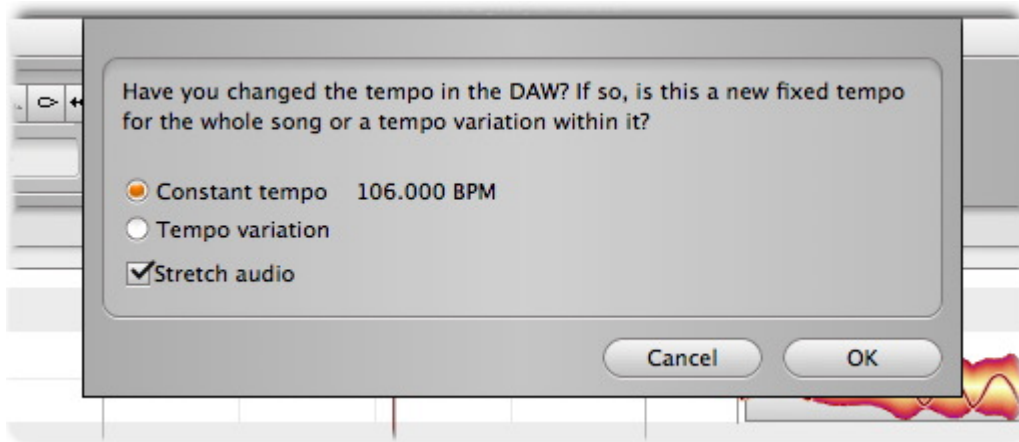 Have you changed the tempo in the DAW? If so, is this a new fixed tempo
for the whole song or a tempo variation within it?
Constant tempo 106.000 BPM
Tempo variation
Stretch audio
Cancel OK